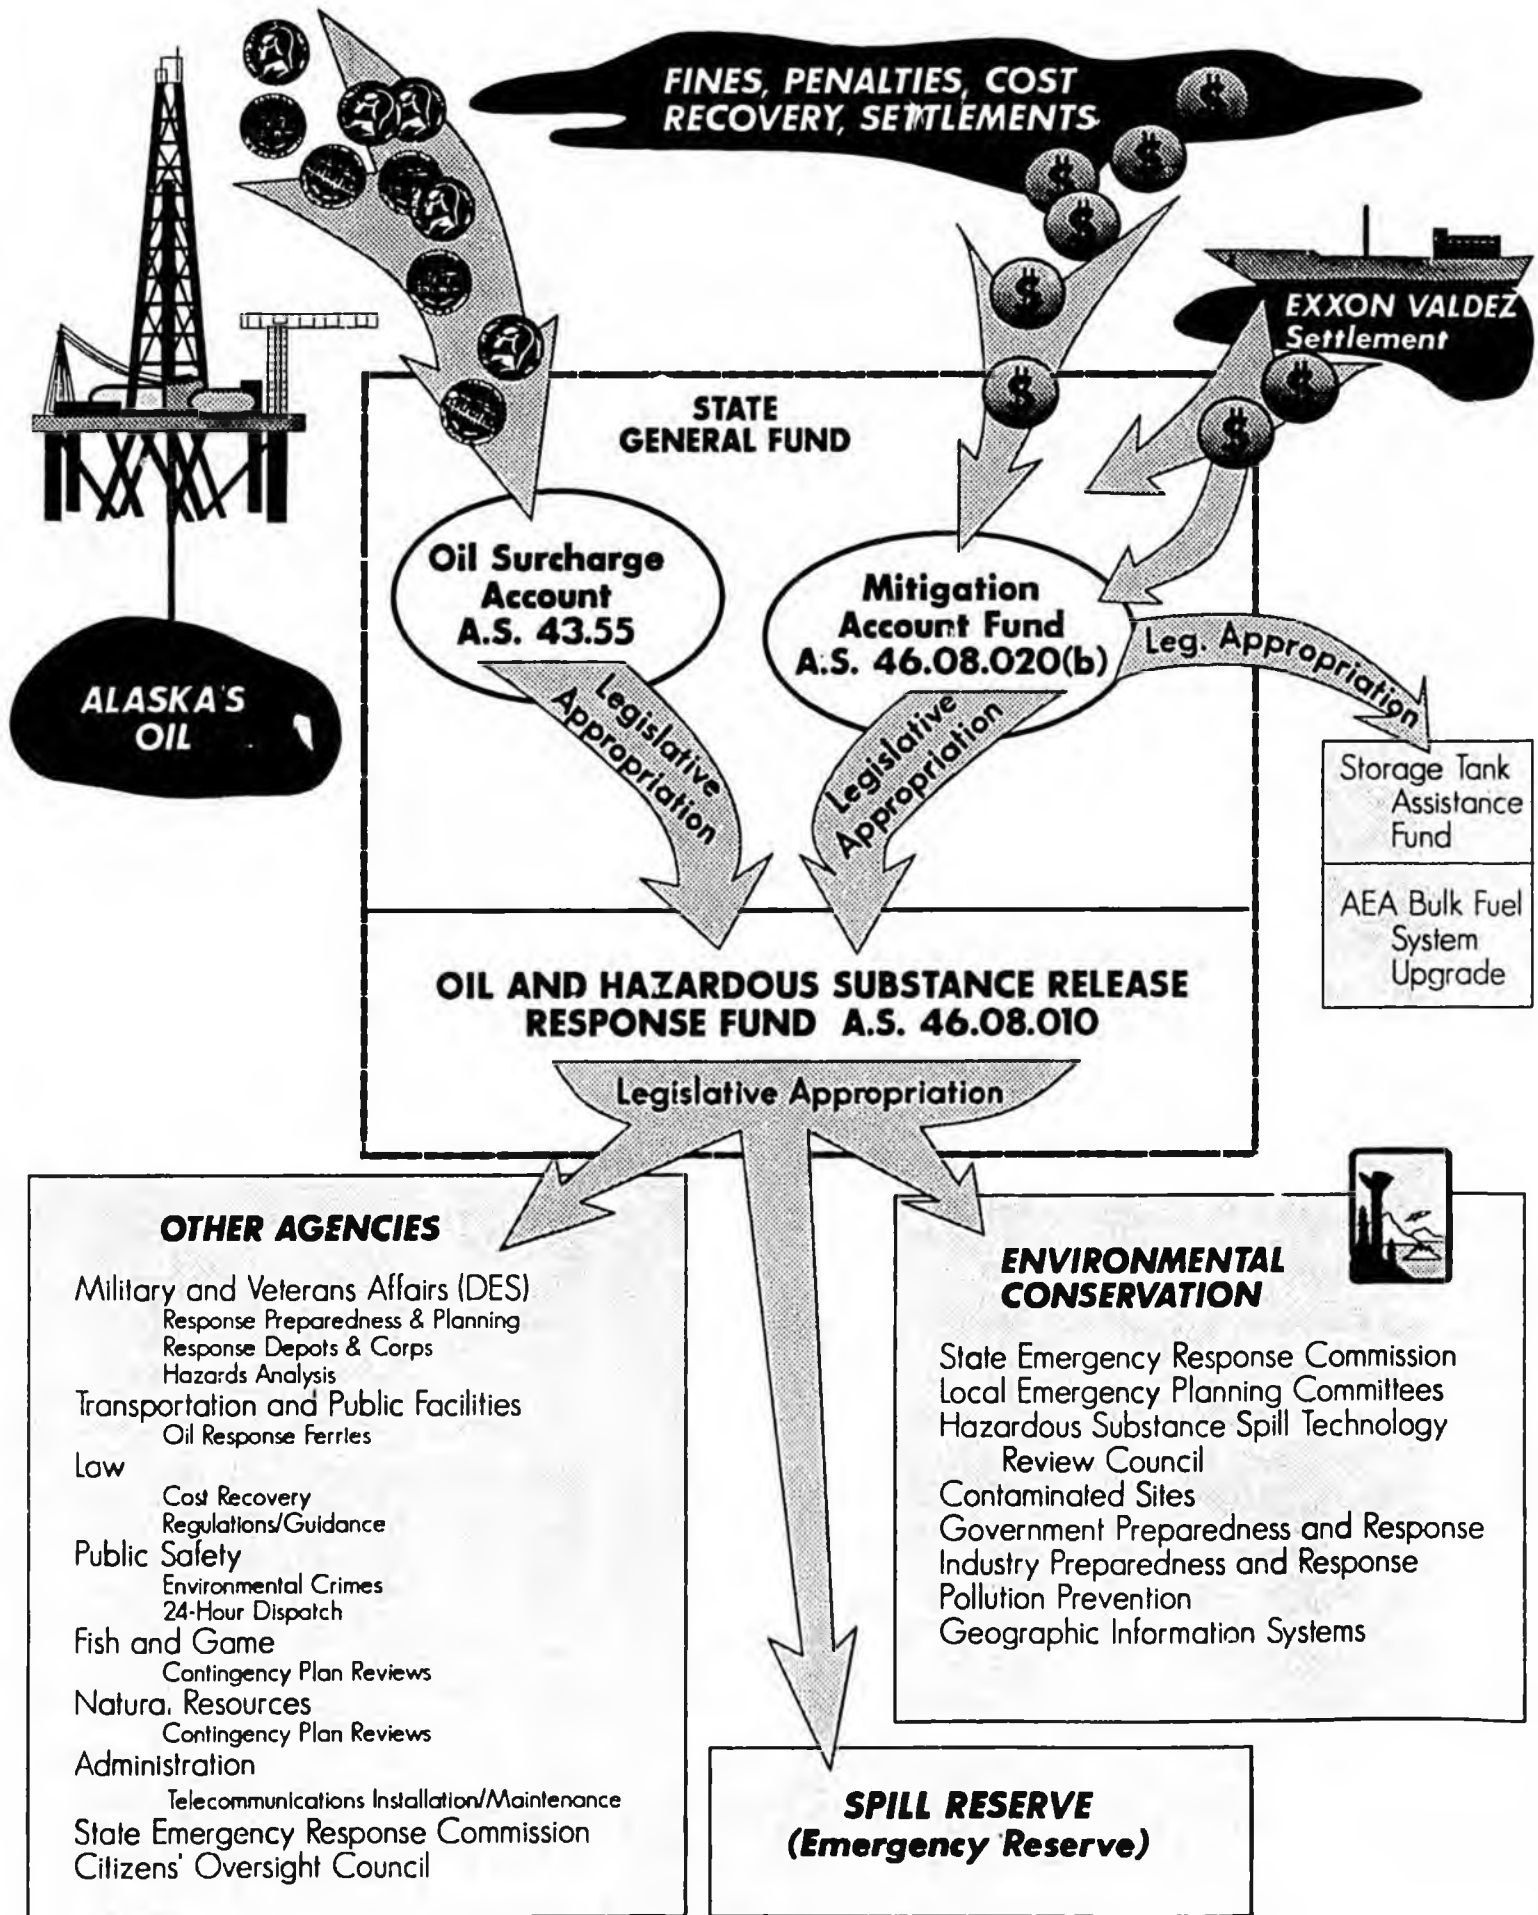 FINES, PENALTIES, COST
RECOVERY, SETTLEMENTS
EXXON VALDEZ
Settlement
STATE
GENERAL FUND
Oil Surcharge
Account
A.S. 43.55
Mitigation
Account Fund
A.S. 46.08.020(b)
Leg. Appropriation
ALASKA'S
OIL
Legislative
Appropriation
Legislative
Appropriation
Storage Tank
Assistance
Fund
AEA Bulk Fuel
System
Upgrade
OIL AND HAZARDOUS SUBSTANCE RELEASE
RESPONSE FUND A.S. 46.08.010
Legislative Appropriation
OTHER AGENCIES
Military and Veterans Affairs (DES)
Response Preparedness & Planning
Response Depots & Corps
Hazards Analysis
Transportation and Public Facilities
Oil Response Ferries
Law
Cost Recovery
Regulations/Guidance
Public Safety
Environmental Crimes
24-Hour Dispatch
Fish and Game
Contingency Plan Reviews
Natural Resources
Contingency Plan Reviews
Administration
Telecommunications Installation/Maintenance
State Emergency Response Commission
Citizens' Oversight Council
ENVIRONMENTAL
CONSERVATION
State Emergency Response Commission
Local Emergency Planning Committees
Hazardous Substance Spill Technology
Review Council
Contaminated Sites
Government Preparedness and Response
Industry Preparedness and Response
Pollution Prevention
Geographic Information Systems
SPILL RESERVE
(Emergency Reserve)